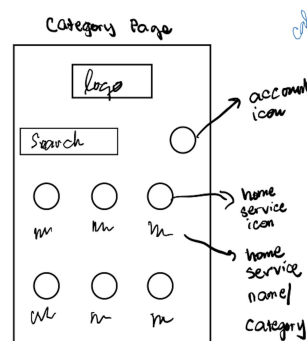 Category Page
logo
Search
account
icon
home
service
icon
home
service
name/
category